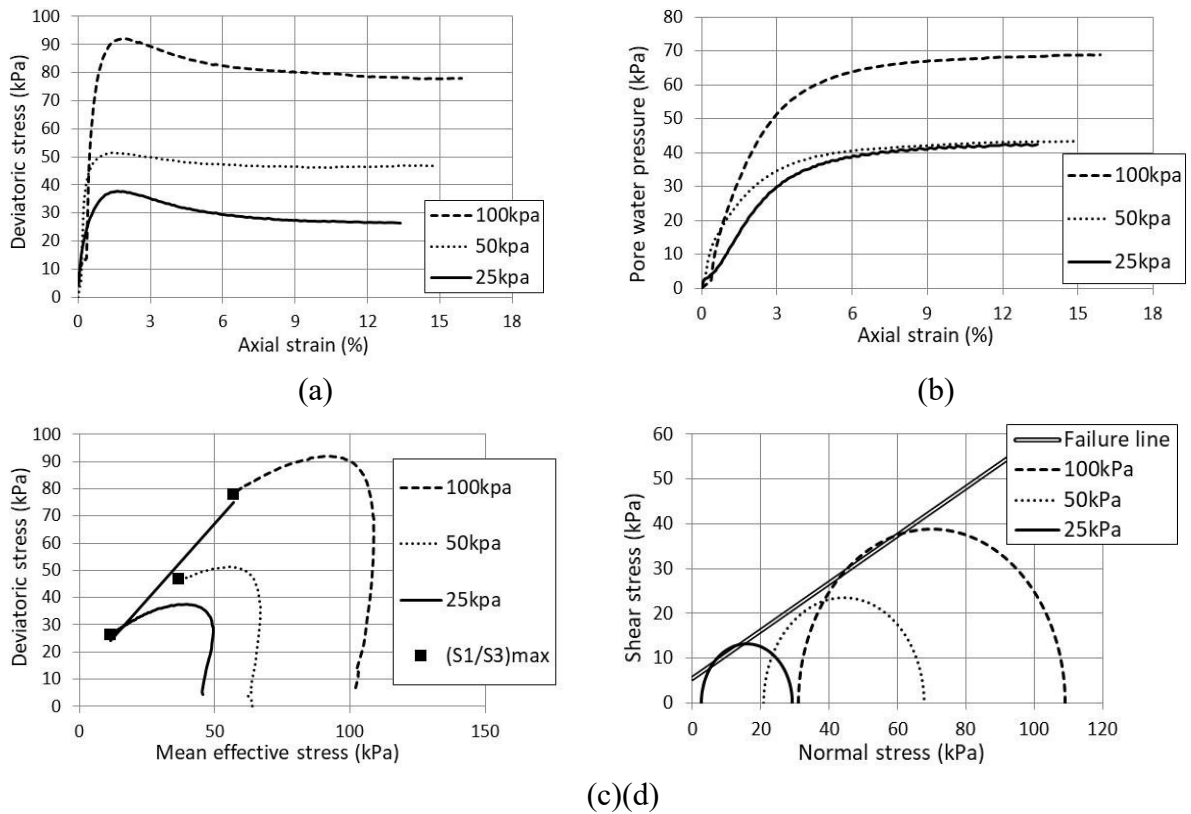 100
90
80
70
60
50
40
30
20
10
0
Deviatoric stress (kPa)
0 3 6 9 12 15 18
Axial strain (%)
100kpa
50kpa
25kpa
(a)
80
70
60
50
40
30
20
10
0
Pore water pressure (kPa)
0 3 6 9 12 15 18
Axial strain (%)
100kpa
50kpa
25kpa
(b)
100
90
80
70
60
50
40
30
20
10
0
Deviatoric stress (kPa)
0 50 100 150
Mean effective stress (kPa)
100kpa
50kpa
25kpa
(S1/S3)max
60
50
40
30
20
10
0
Shear stress (kPa)
0 20 40 60 80 100 120
Normal stress (kPa)
Failure line
100kPa
50kPa
25kPa
(c)(d)